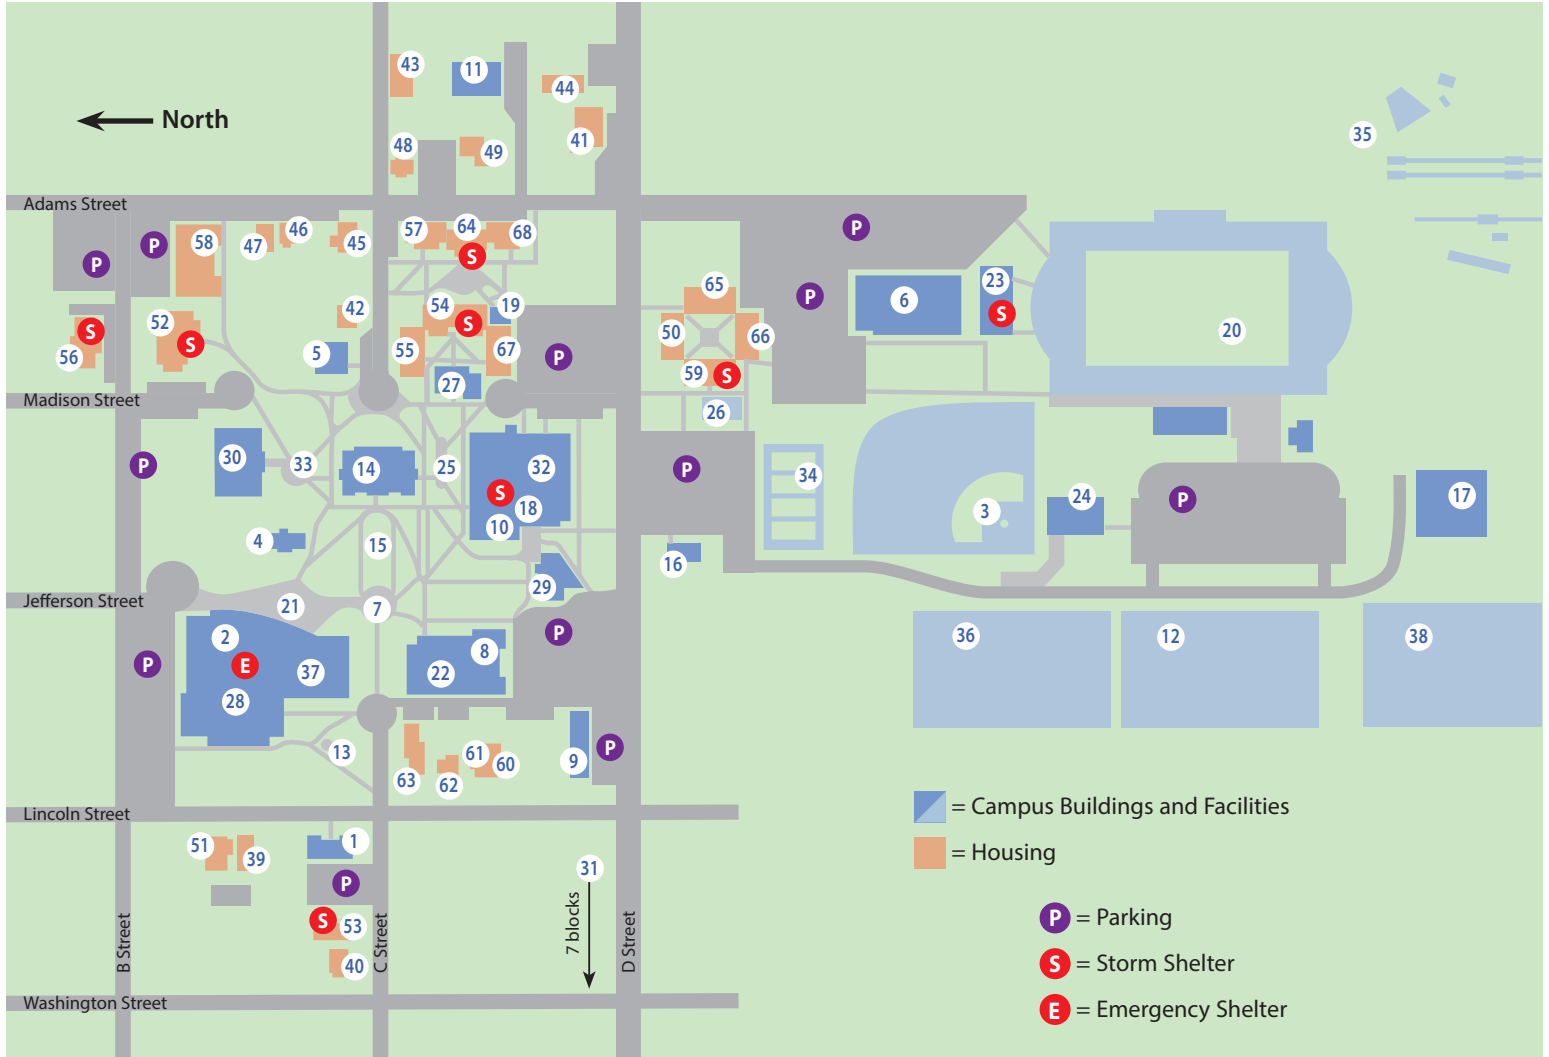 43
11
44
41
48
49
35
North
Adams Street
57
64
68
46
47
45
58
P
P
P
S
65
6
23
S
20
42
54
S
19
52
S
S
56
5
55
67
P
50
66
P
59
S
27
26
Madison Street
P
30
33
14
25
32
S
18
10
P
34
3
24
P
17
4
15
16
29
Jefferson Street
21
7
P
2
E
37
28
P
22
8
36
12
38
13
63
62
61
60
9
P
Lincoln Street
= Campus Buildings and Facilities
= Housing
51
39
1
P
31
7 blocks
S
53
40
B Street
C Street
D Street
P = Parking
S = Storm Shelter
E = Emergency Shelter
Washington Street